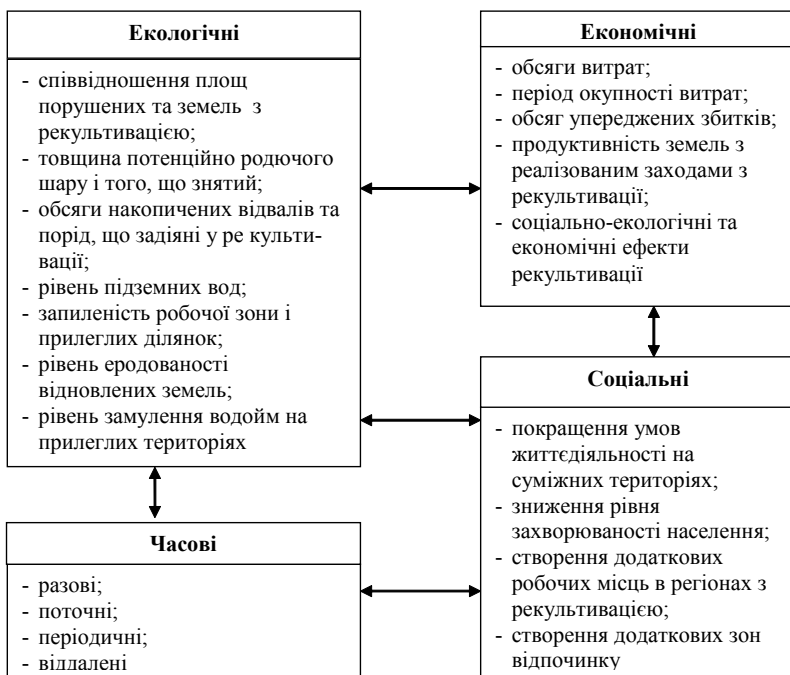 Екологічні
- співвідношення площ
порушених та земель з
рекультивацією;
- товщина потенційно родючого
шару і того, що знятий;
- обсяги накопичених відвалів та
порід, що задіяні у ре культи-
вації;
- рівень підземних вод;
- запиленість робочої зони і
прилеглих ділянок;
- рівень еродованості
відновлених земель;
- рівень замулення водойм на
прилеглих територіях
Економічні
- обсяги витрат;
- період окупності витрат;
- обсяг упереджених збитків;
- продуктивність земель з
реалізованим заходами з
рекультивації;
- соціально-екологічні та
економічні ефекти
рекультивації
Часові
- разові;
- поточні;
- періодичні;
- віддалені
Соціальні
- покращення умов
життєдіяльності на
суміжних територіях;
- зниження рівня
захворюваності населення;
- створення додаткових
робочих місць в регіонах з
рекультивацією;
- створення додаткових зон
відпочинку